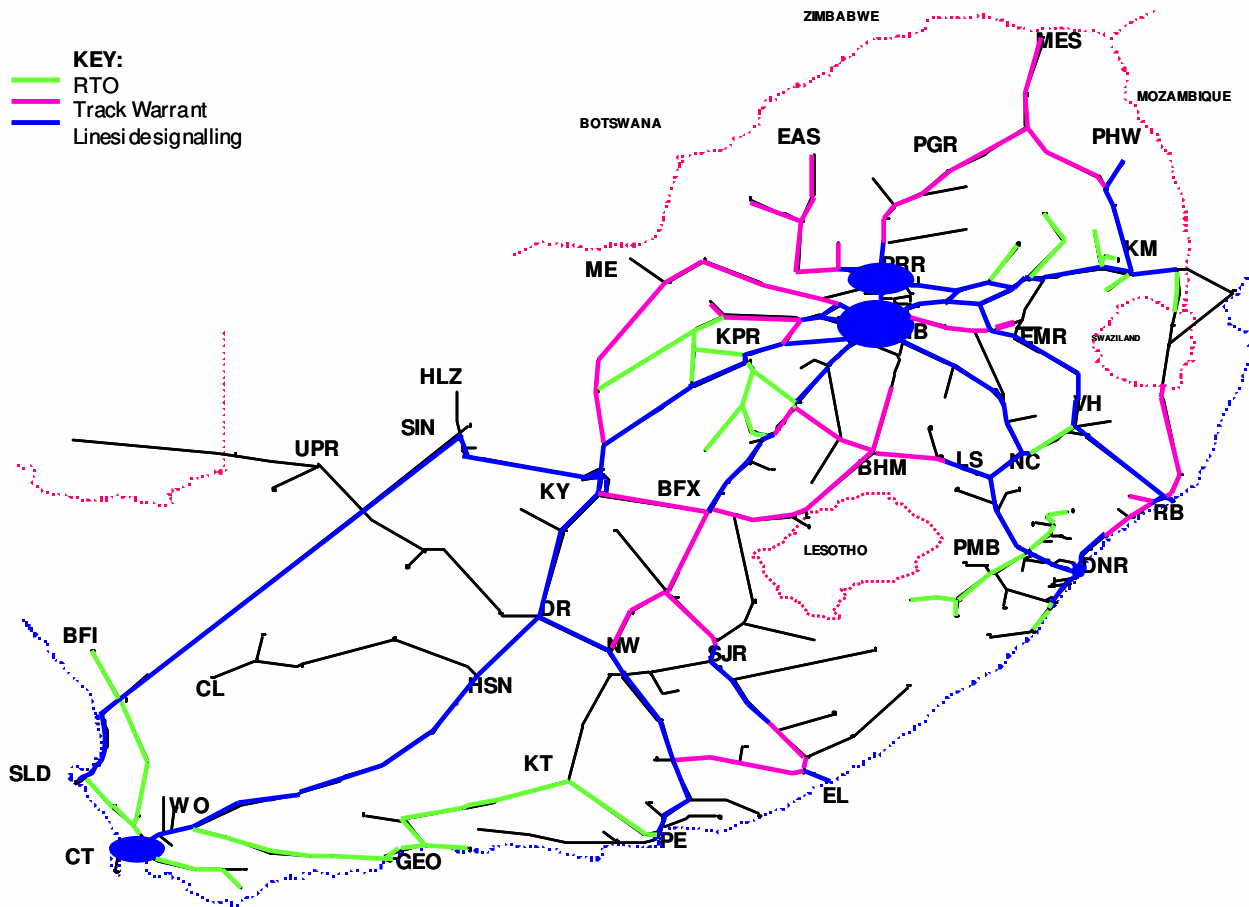 ZIMBABWE
MES
KEY:
RTO
Track Warrant
Linesidesignalling
MOZAMBIQUE
BOTSWANA
EAS
PGR
PHW
KM
ME
PRR
KPR
EMR
SWAZILAND
HLZ
VH
SIN
UPR
BHM
LS
NC
KY
BFX
RB
LESOTHO
PMB
DNR
DR
BFI
NW
SJR
CL
HSN
KT
SLD
EL
WO
PE
CT
GEO